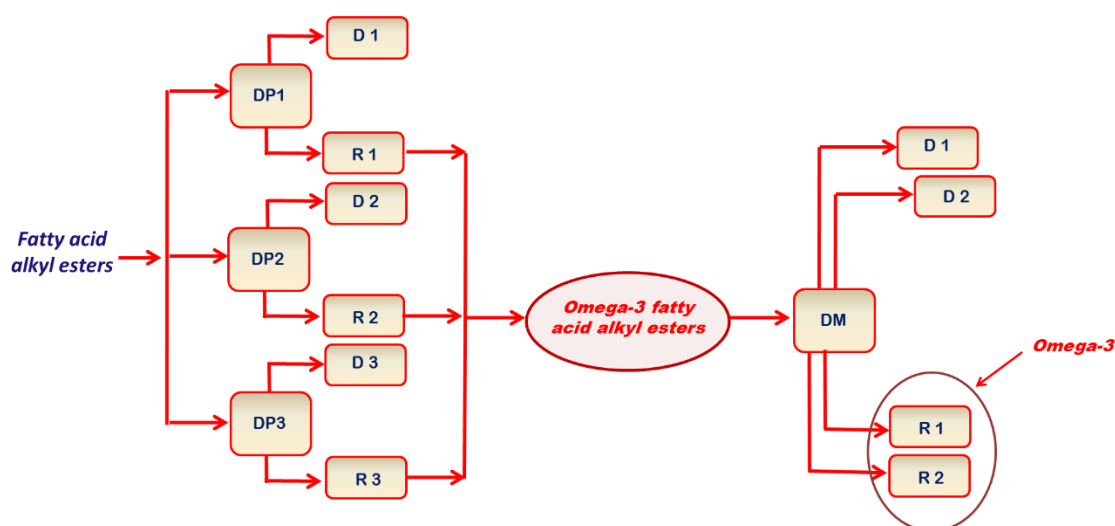 D 1
DP1
R 1
D 2
Fatty acid
alkyl esters
DP2
R 2
D 3
DP3
R 3
Omega-3 fatty
acid alkyl esters
D 1
D 2
DM
Omega-3
R 1
R 2